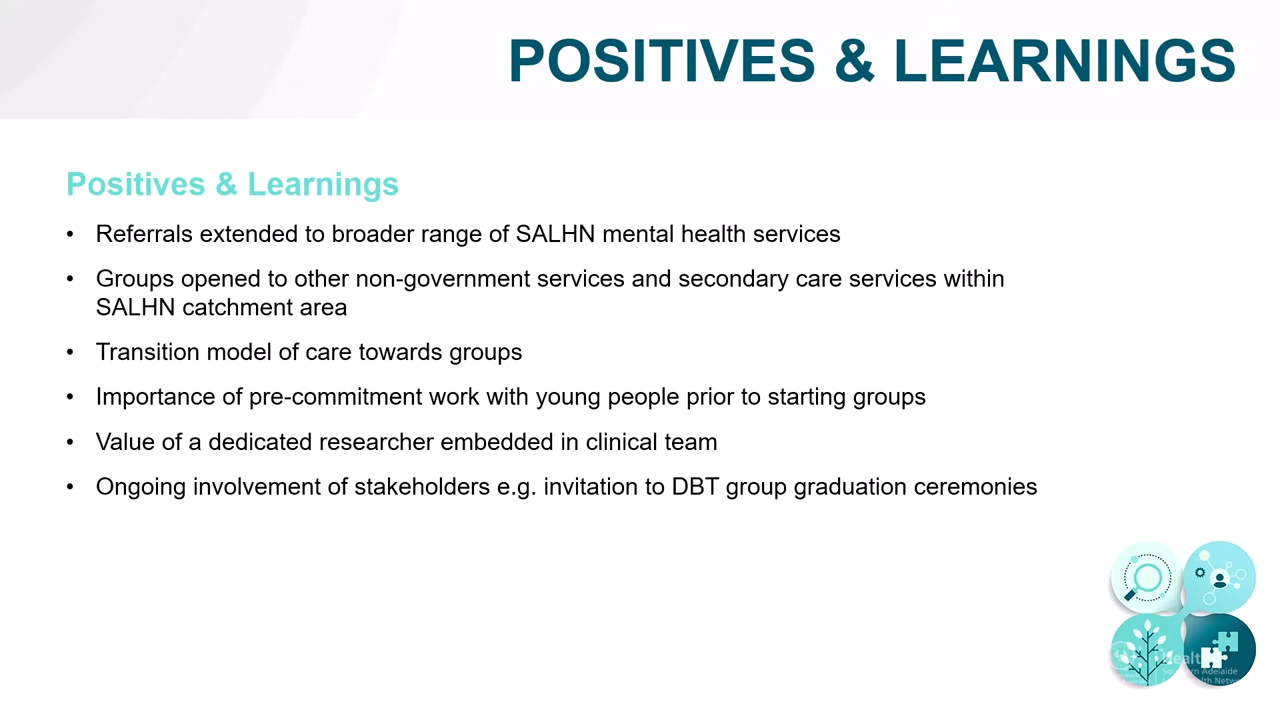 POSITIVES & LEARNINGS
Positives & Learnings
• Referrals extended to broader range of SALHN mental health services
• Groups opened to other non-government services and secondary care services within
SALHN catchment area
• Transition model of care towards groups
• Importance of pre-commitment work with young people prior to starting groups
• Value of a dedicated researcher embedded in clinical team
• Ongoing involvement of stakeholders e.g. invitation to DBT group graduation ceremonies
Health
Adelaide